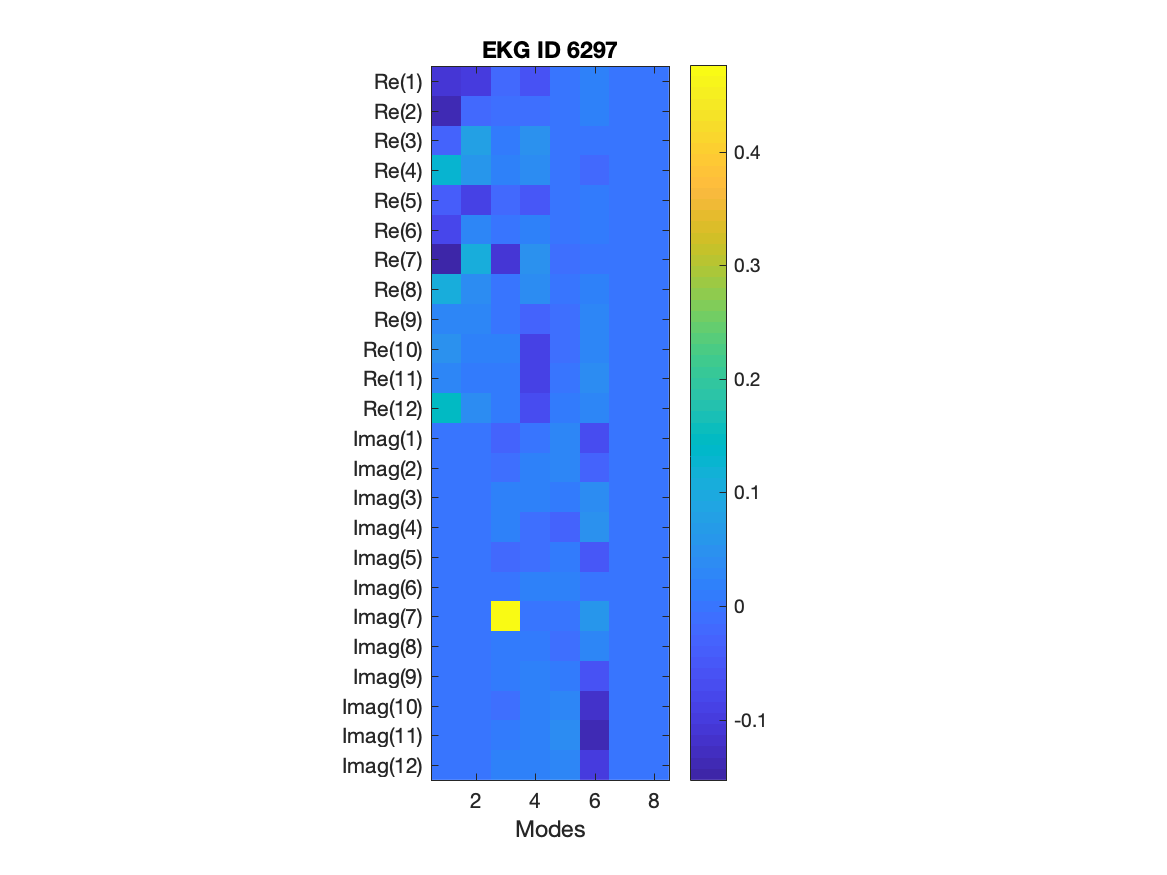 EKG ID 6297
Re(1)
Re(2)
Re(3)
Re(4)
Re(5)
Re(6)
Re(7)
Re(8)
Re(9)
Re(10)
Re(11)
Re(12)
Imag(1)
Imag(2)
Imag(3)
Imag(4)
Imag(5)
Imag(6)
Imag(7)
Imag(8)
Imag(9)
Imag(10)
Imag(11)
Imag(12)
2 4 6 8
Modes
0.4
0.3
0.2
0.1
0
-0.1